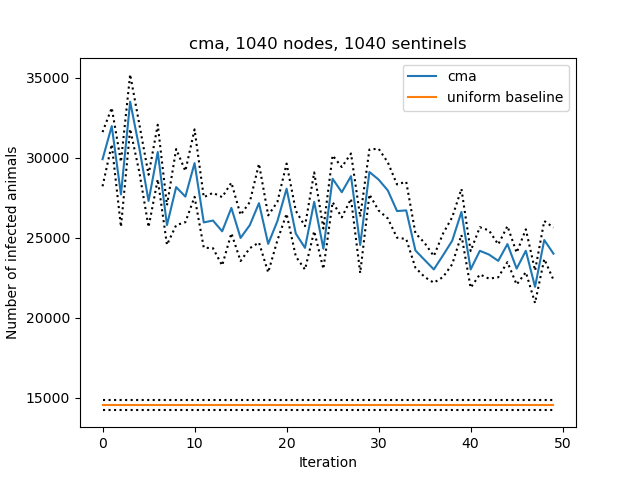 cma, 1040 nodes, 1040 sentinels
cma
uniform baseline
Number of infected animals
35000
30000
25000
20000
15000
0 10 20 30 40 50
Iteration